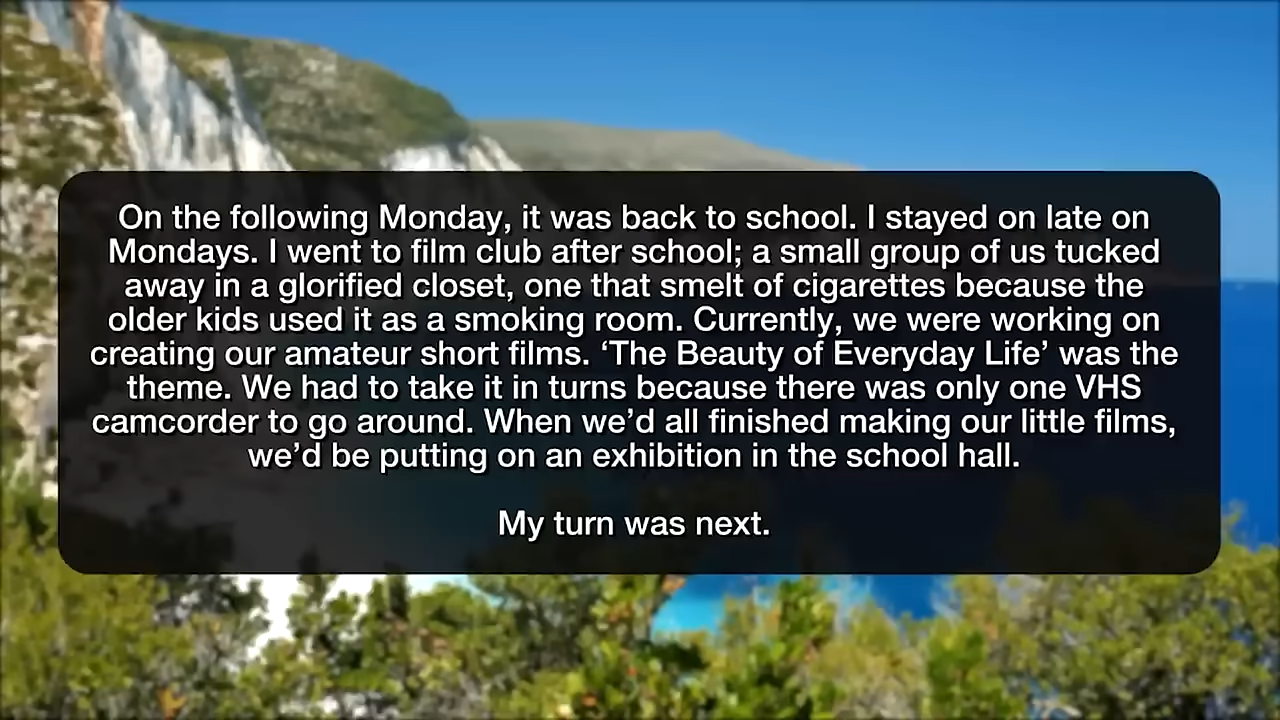 On the following Monday, it was back to school. I stayed on late on
Mondays. I went to film club after school; a small group of us tucked
away in a glorified closet, one that smelt of cigarettes because the
older kids used it as a smoking room. Currently, we were working on
creating our amateur short films. ‘The Beauty of Everyday Life’ was the
theme. We had to take it in turns because there was only one VHS
camcorder to go around. When we’d all finished making our little films,
we’d be putting on an exhibition in the school hall.
My turn was next.